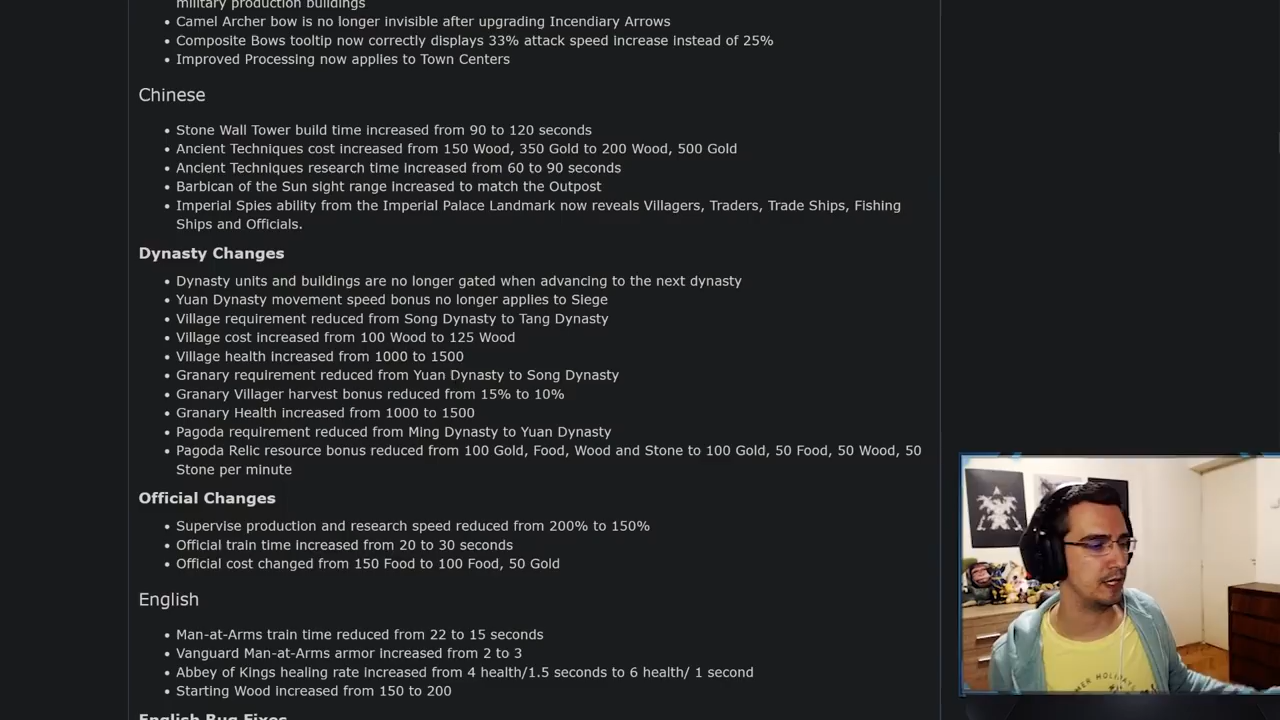 military production buildings
Camel Archer bow is no longer invisible after upgrading Incendiary Arrows
Composite Bows tooltip now correctly displays 33% attack speed increase instead of 25%
Improved Processing now applies to Town Centers
Chinese
Stone Wall Tower build time increased from 90 to 120 seconds
Ancient Techniques cost increased from 150 Wood, 350 Gold to 200 Wood, 500 Gold
Ancient Techniques research time increased from 60 to 90 seconds
Barbican of the Sun sight range increased to match the Outpost
Imperial Spies ability from the Imperial Palace Landmark now reveals Villagers, Traders, Trade Ships, Fishing
Ships and Officials.
Dynasty Changes
Dynasty units and buildings are no longer gated when advancing to the next dynasty
Yuan Dynasty movement speed bonus no longer applies to Siege
Village requirement reduced from Song Dynasty to Tang Dynasty
Village cost increased from 100 Wood to 125 Wood
Village health increased from 1000 to 1500
Granary requirement reduced from Yuan Dynasty to Song Dynasty
Granary Villager harvest bonus reduced from 15% to 10%
Granary Health increased from 1000 to 1500
Pagoda requirement reduced from Ming Dynasty to Yuan Dynasty
Pagoda Relic resource bonus reduced from 100 Gold, Food, Wood and Stone to 100 Gold, 50 Food, 50 Wood, 50
Stone per minute
Official Changes
Supervise production and research speed reduced from 200% to 150%
Official train time increased from 20 to 30 seconds
Official cost changed from 150 Food to 100 Food, 50 Gold
English
Man-at-Arms train time reduced from 22 to 15 seconds
Vanguard Man-at-Arms armor increased from 2 to 3
Abbey of Kings healing rate increased from 4 health/1.5 seconds to 6 health/ 1 second
Starting Wood increased from 150 to 200
English Bug Fixes